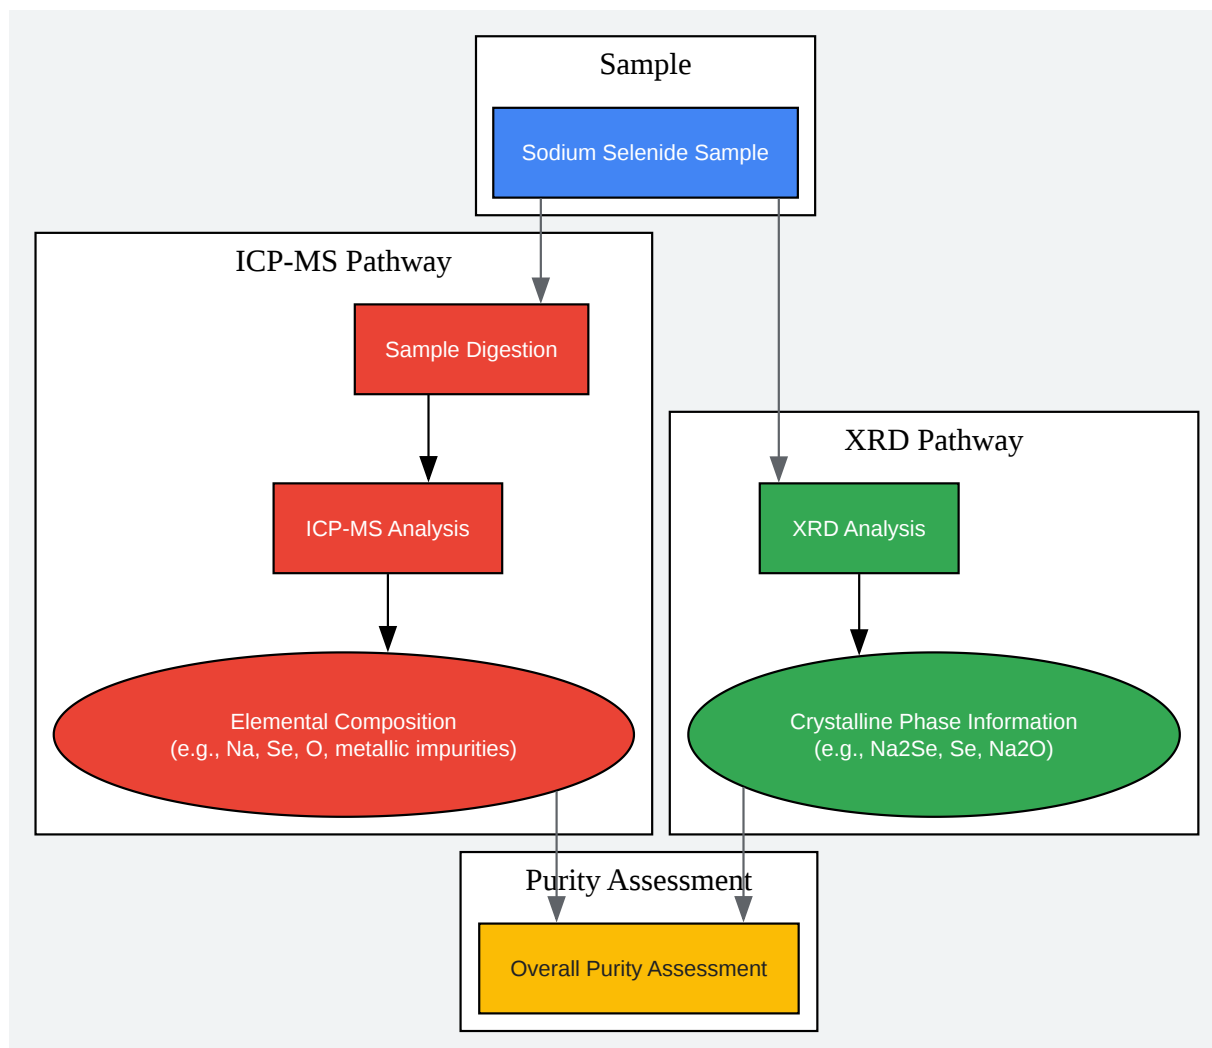 Sample
Sodium Selenide Sample
ICP-MS Pathway
Sample Digestion
ICP-MS Analysis
Elemental Composition
(e.g., Na, Se, O, metallic impurities)
XRD Pathway
XRD Analysis
Crystalline Phase Information
(e.g., Na2Se, Se, Na2O)
Purity Assessment
Overall Purity Assessment